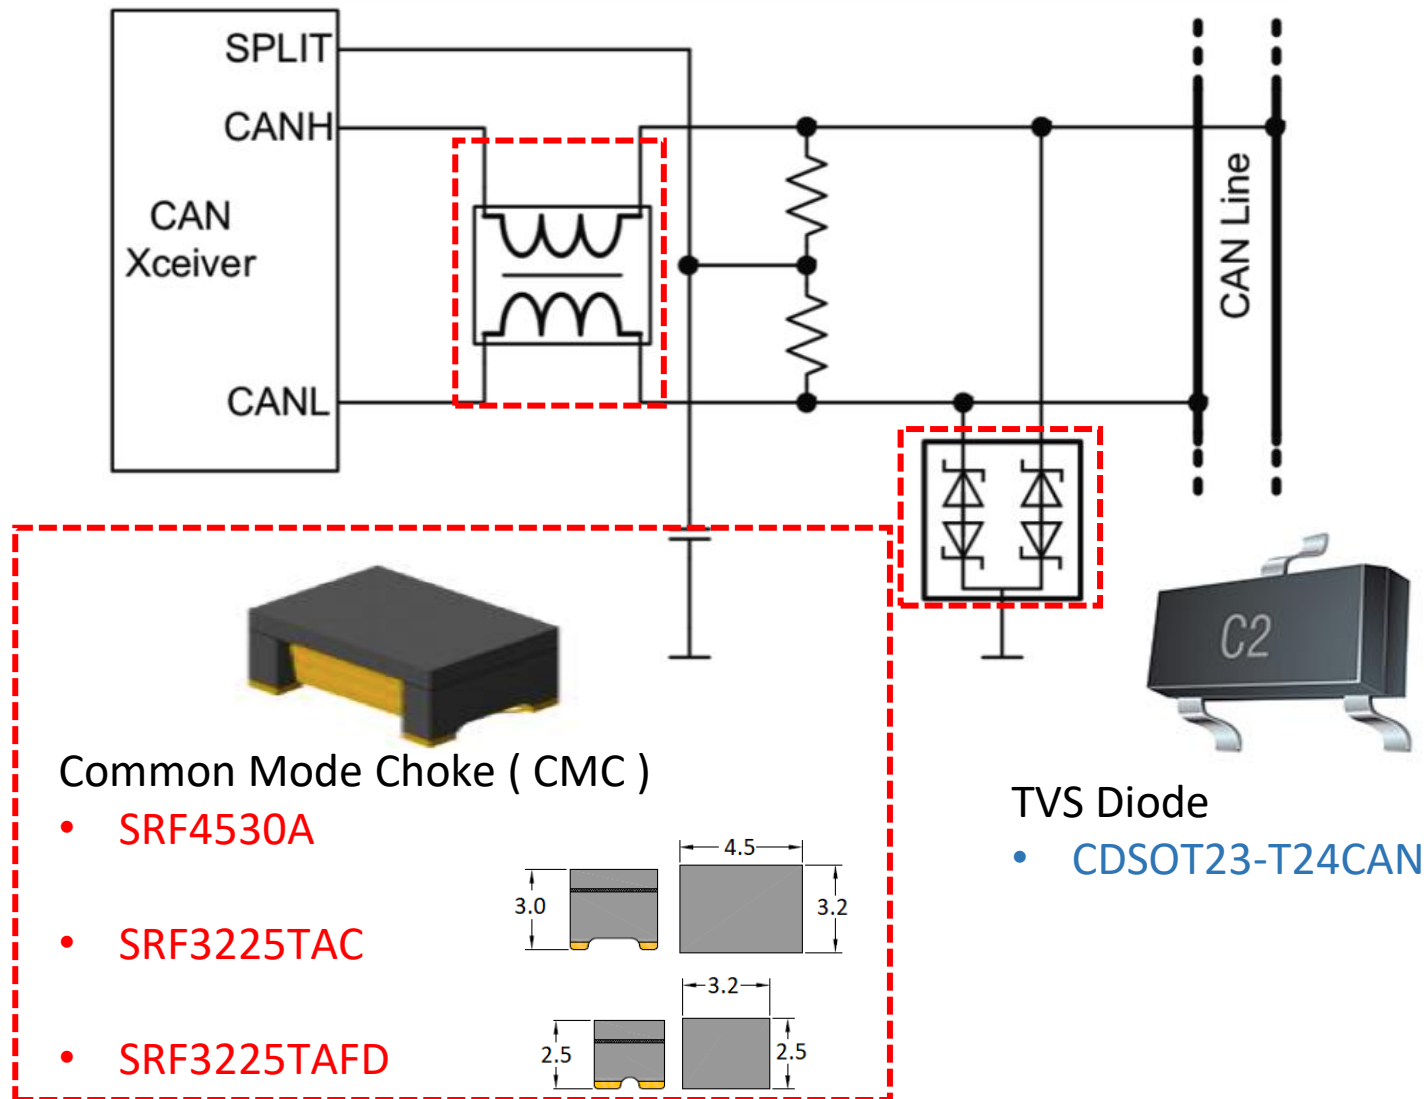 SPLIT
CANH
CAN
Xceiver
CANL
CAN Line
C2
Common Mode Choke ( CMC )
• SRF4530A
• SRF3225TAC
• SRF3225TAFD
4.5
3.0
3.2
3.2
2.5
2.5
TVS Diode
• CDSOT23-T24CAN